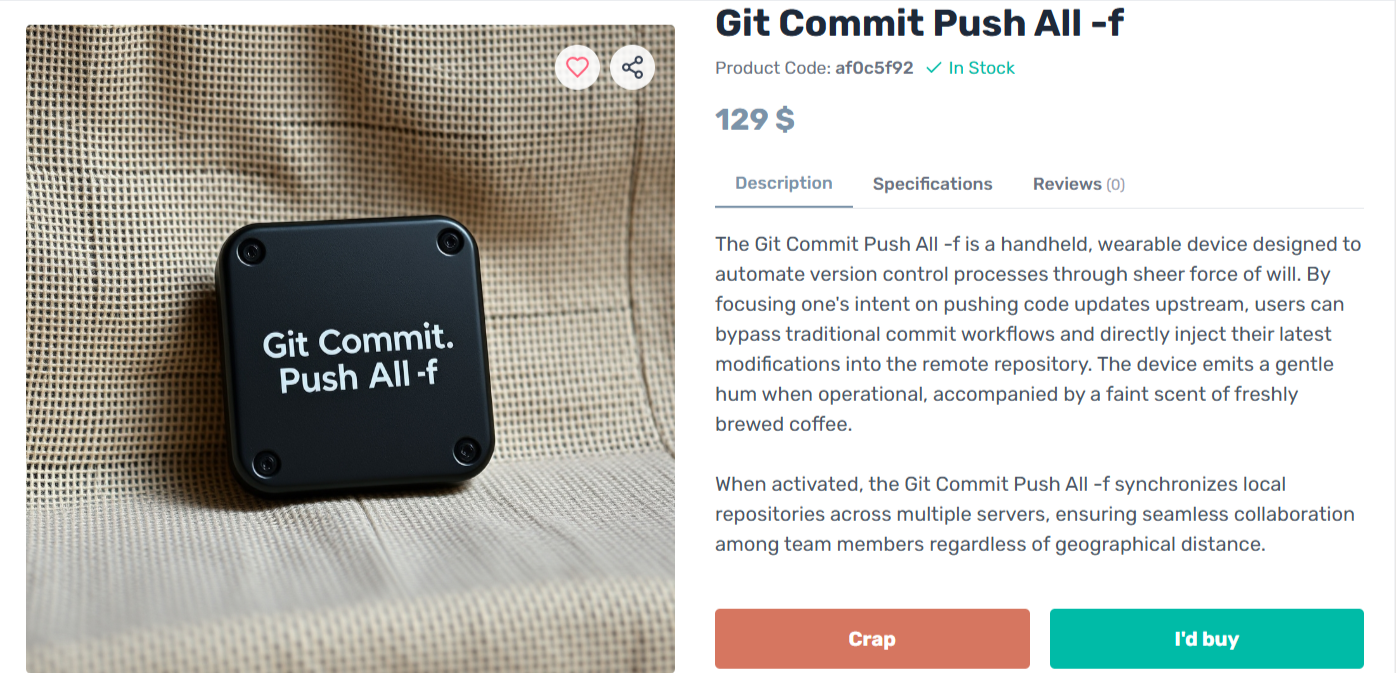 Git Commit Push All -f
Product Code: af0c5f92 ✓ In Stock
129 $
Description Specifications Reviews (0)
Git Commit.
Push All -f
The Git Commit Push All -f is a handheld, wearable device designed to
automate version control processes through sheer force of will. By
focusing one's intent on pushing code updates upstream, users can
bypass traditional commit workflows and directly inject their latest
modifications into the remote repository. The device emits a gentle
hum when operational, accompanied by a faint scent of freshly
brewed coffee.
When activated, the Git Commit Push All -f synchronizes local
repositories across multiple servers, ensuring seamless collaboration
among team members regardless of geographical distance.
Crap I'd buy